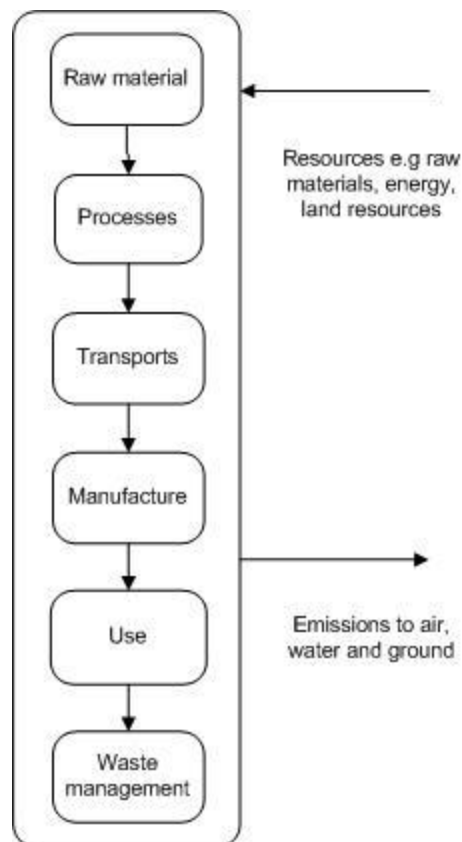 Raw material
Resources e.g raw
materials, energy,
land resources
Processes
Transports
Manufacture
Use
Emissions to air,
water and ground
Waste
management